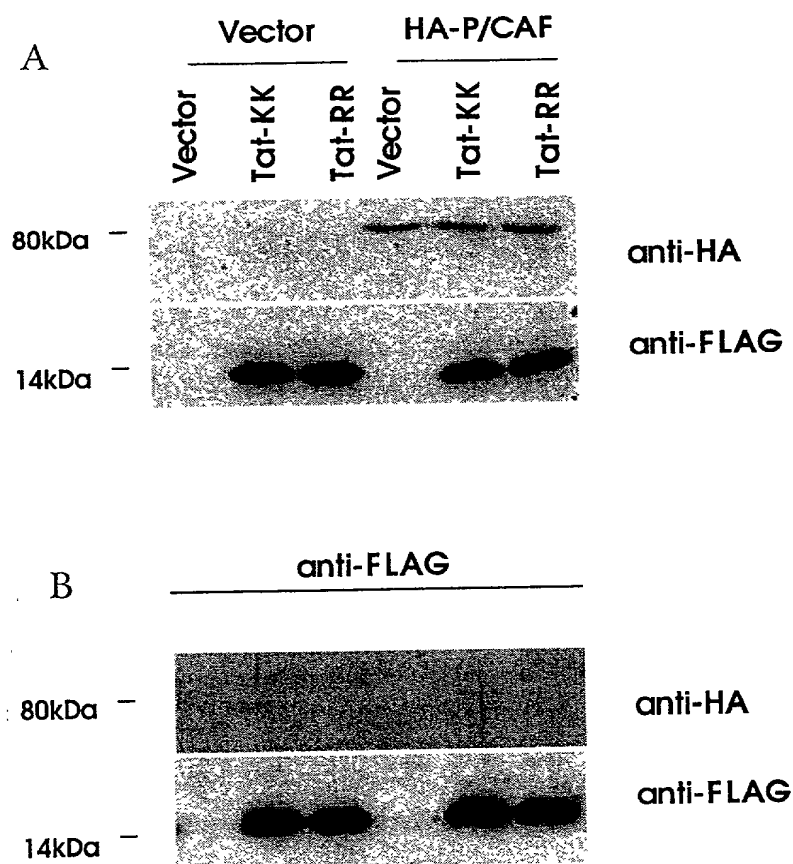 A
Vector HA-P/CAF
Vector Tat-KK Tat-RR Vector Tat-KK Tat-RR
80kDa
anti-HA
anti-FLAG
14kDa
B
anti-FLAG
80kDa
anti-HA
anti-FLAG
14kDa